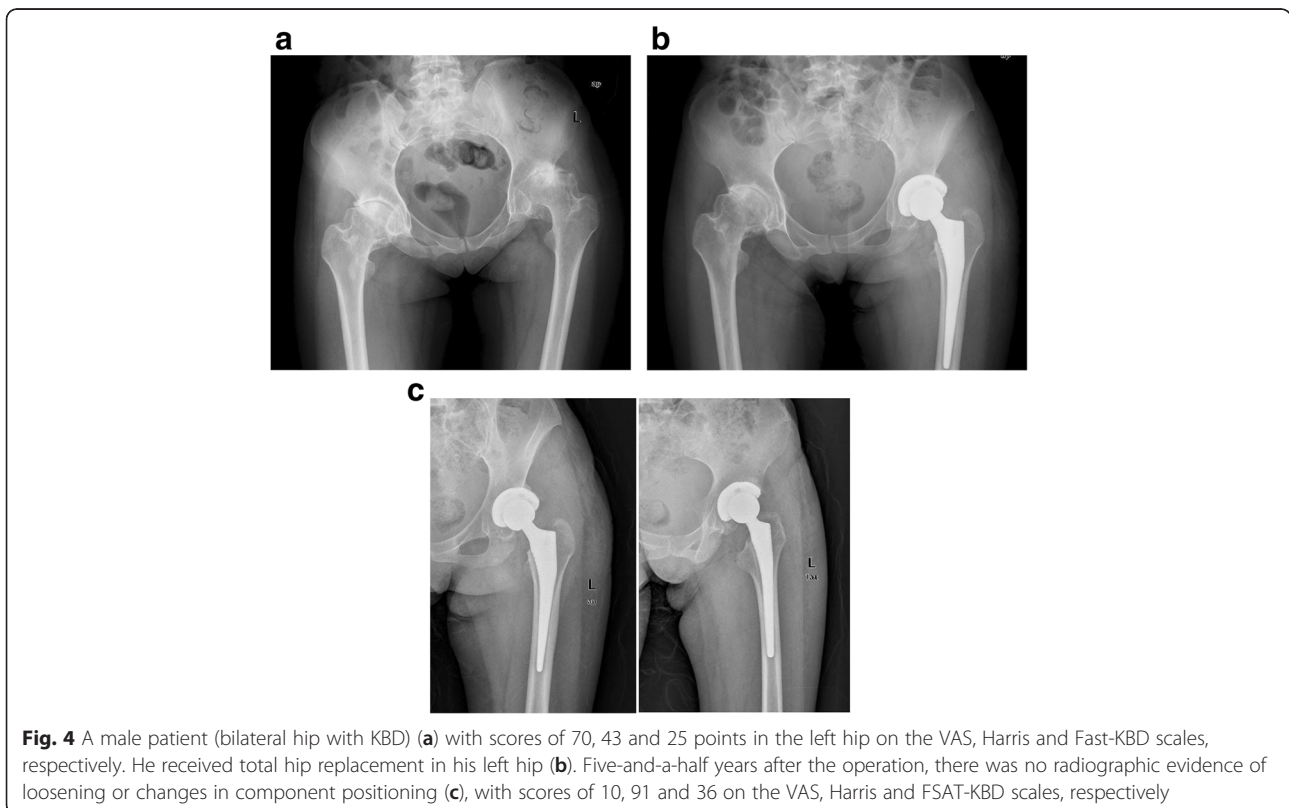 a
b
ap
L
c
L
ap
L
Lat
Fig. 4 A male patient (bilateral hip with KBD) (a) with scores of 70, 43 and 25 points in the left hip on the VAS, Harris and Fast-KBD scales,
respectively. He received total hip replacement in his left hip (b). Five-and-a-half years after the operation, there was no radiographic evidence of
loosening or changes in component positioning (c), with scores of 10, 91 and 36 on the VAS, Harris and FSAT-KBD scales, respectively